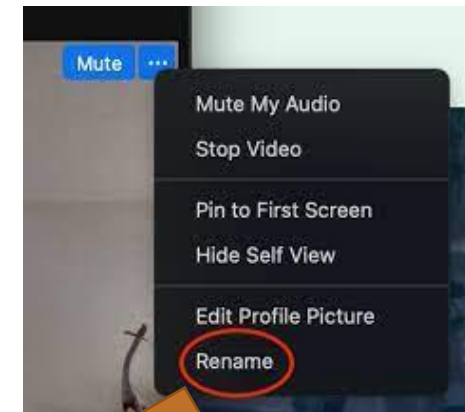 Mute ...
Mute My Audio
Stop Video
Pin to First Screen
Hide Self View
Edit Profile Picture
Rename